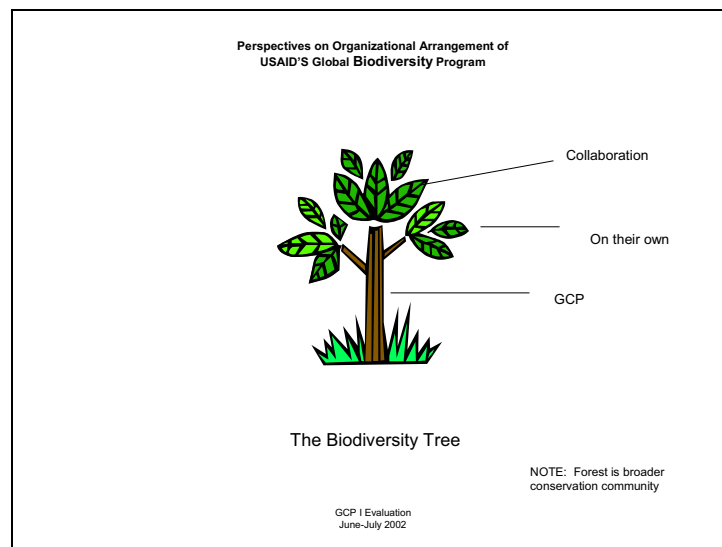 Perspectives on Organizational Arrangement of
USAID'S Global Biodiversity Program
Collaboration
On their own
GCP
The Biodiversity Tree
NOTE: Forest is broader
conservation community
GCP I Evaluation
June-July 2002